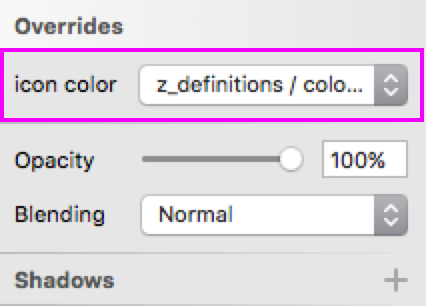 Overrides
icon color z_definitions / colo...
Opacity 100%
Blending Normal
Shadows